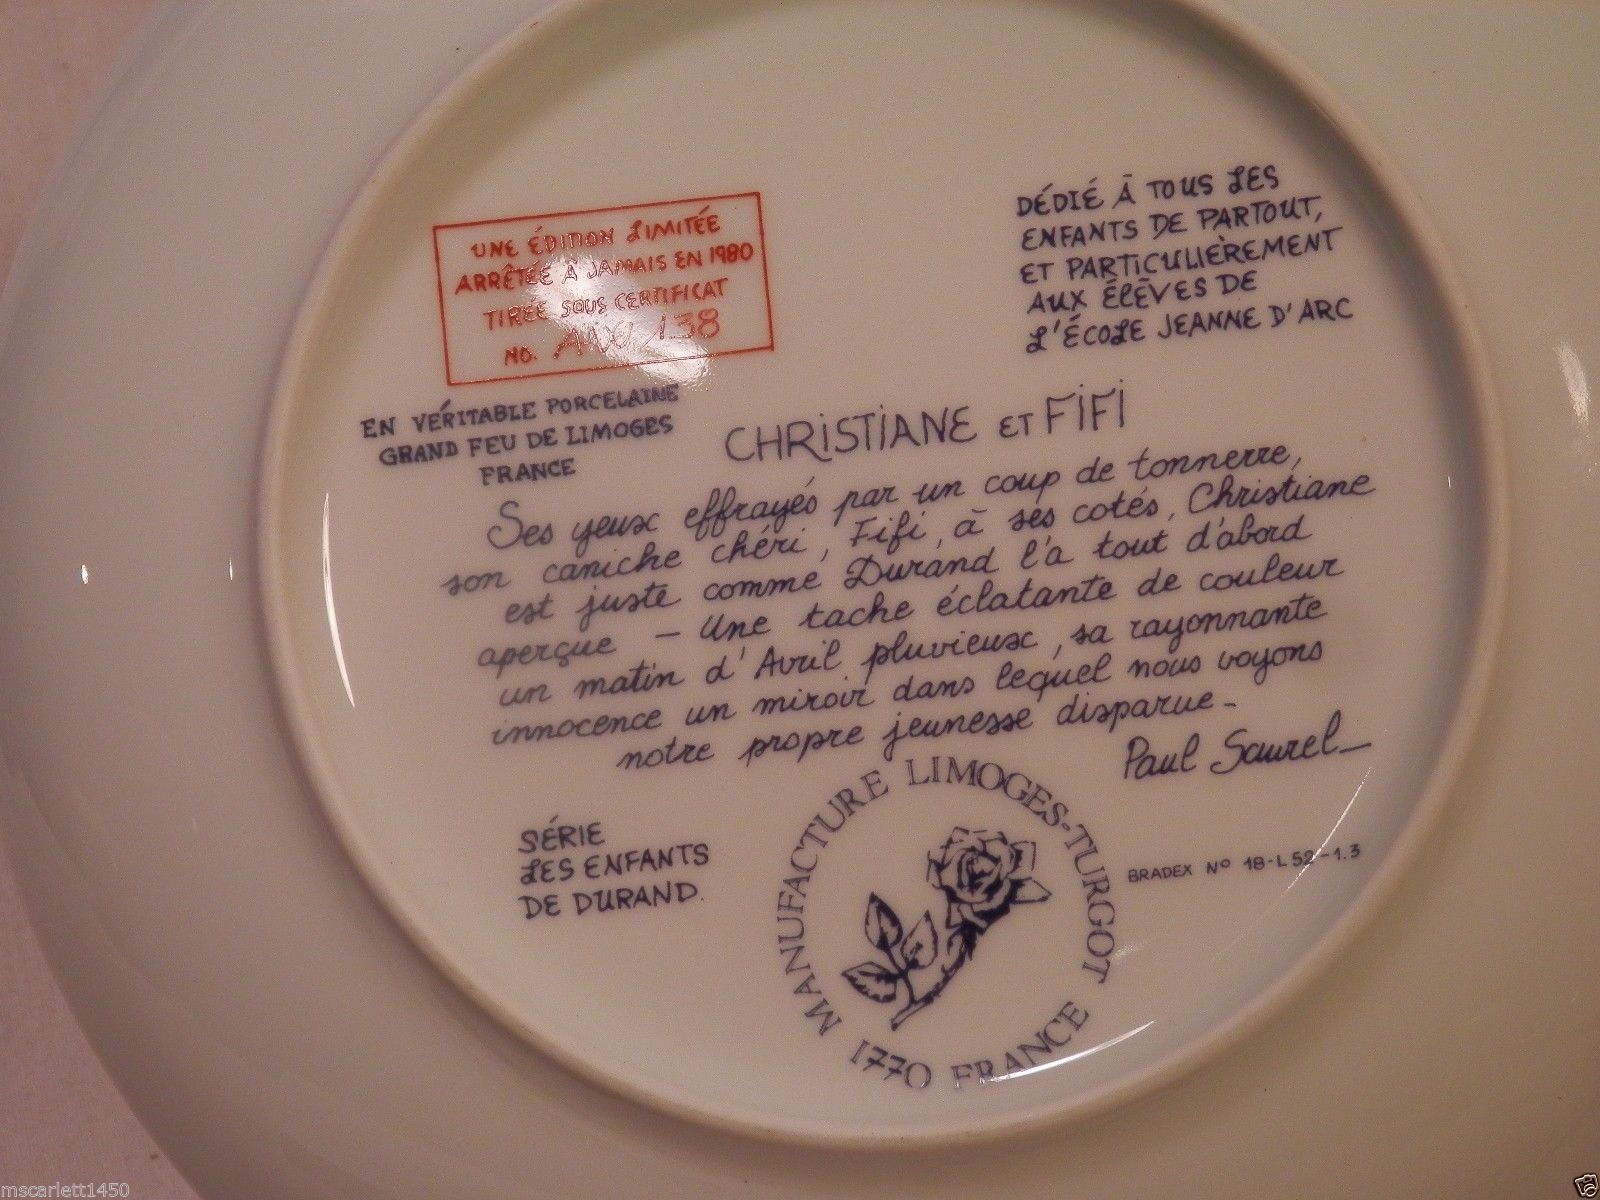 UNE ÉDITION LIMITÉE
ARRÊTÉE À JAMAIS EN 1980
TIRÉE SOUS CERTIFICAT
NO. 138
EN VÉRITABLE PORCELAINE
GRAND FEU DE LIMOGES
FRANCE
DÉDIÉ À TOUS LES
ENFANTS DE PARTOUT,
ET PARTICULIÈREMENT
AUX ÉLÈVES DE
L'ÉCOLE JEANNE D'ARC
CHRISTIANE ET FIFI
Ses yeux effrayés par un coup de tonnerre,
son caniche chéri, Fifi, à ses cotés, Christiane
est juste comme Durand l'a tout d'abord
aperçue – Une tache éclatante de couleur
un matin d'Avril pluvieux, sa rayonnante
innocence un miroir dans lequel nous voyons
notre propre jeunesse disparue –
Paul Saurel –
SÉRIE
LES ENFANTS
DE DURAND.
MANUFACTURE LIMOGES-TURGOT
1770 FRANCE
BRADEX Nº 18-L52-1.3
mscarlett1450